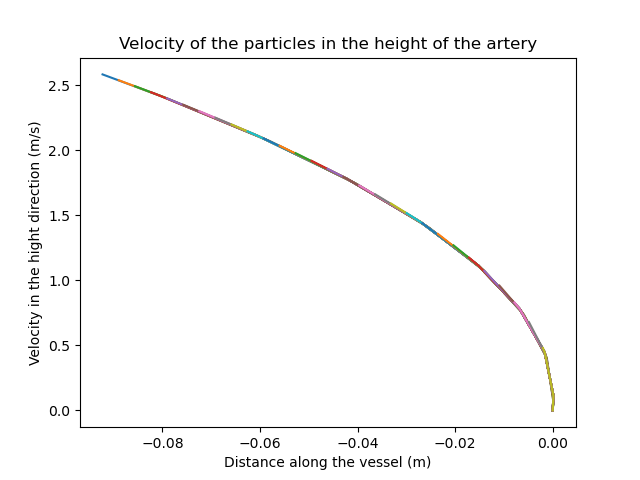 Velocity of the particles in the height of the artery
Velocity in the hight direction (m/s)
2.5
2.0
1.5
1.0
0.5
0.0
−0.08 −0.06 −0.04 −0.02 0.00
Distance along the vessel (m)